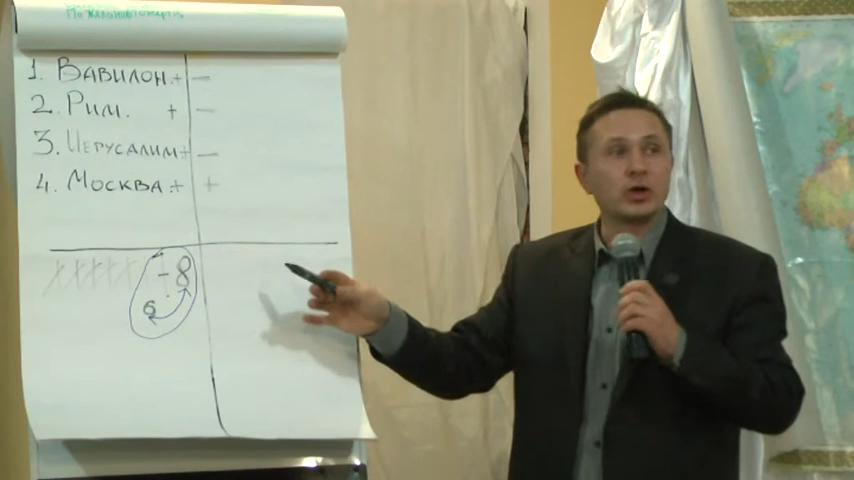 1. Вавилон + -
2. Рим. + -
3. Иерусалим + -
4. Москва + +
- 8
6